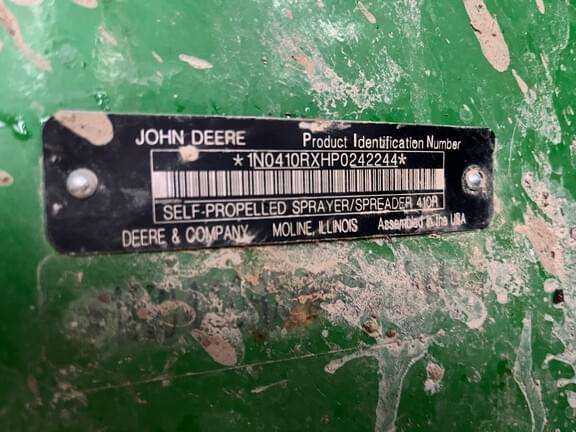 JOHN DEERE Product Identification Number
*1N0410RXHP0242244*
SELF-PROPELLED SPRAYER/SPREADER 410R
DEERE & COMPANY MOLINE, ILLINOIS Assembled in the USA